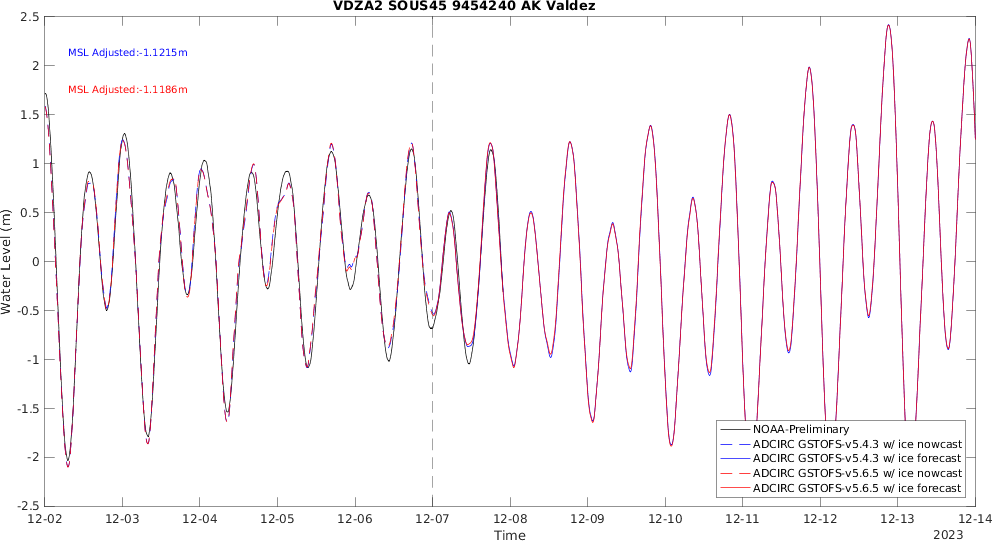 VDZA2 SOUS45 9454240 AK Valdez
MSL Adjusted:-1.1215m
MSL Adjusted:-1.1186m
Water Level (m)
2.5
2
1.5
1
0.5
0
-0.5
-1
-1.5
-2
-2.5
NOAA-Preliminary
ADCIRC GSTOFS-v5.4.3 w/ ice nowcast
ADCIRC GSTOFS-v5.4.3 w/ ice forecast
ADCIRC GSTOFS-v5.6.5 w/ ice nowcast
ADCIRC GSTOFS-v5.6.5 w/ ice forecast
12-02 12-03 12-04 12-05 12-06 12-07 12-08 12-09 12-10 12-11 12-12 12-13 12-14
Time
2023